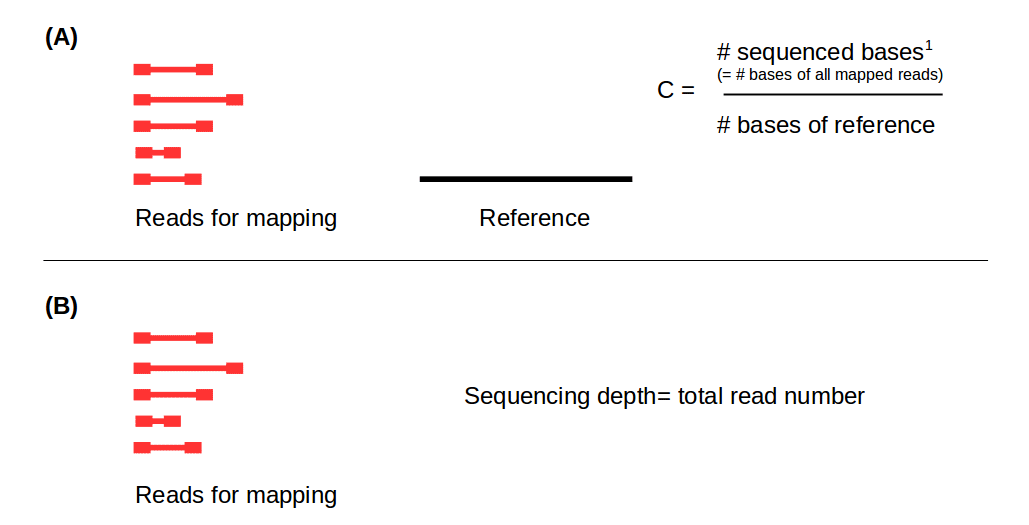 (A)
# sequenced bases¹
(= # bases of all mapped reads)
C =
# bases of reference
Reads for mapping
Reference
(B)
Sequencing depth= total read number
Reads for mapping